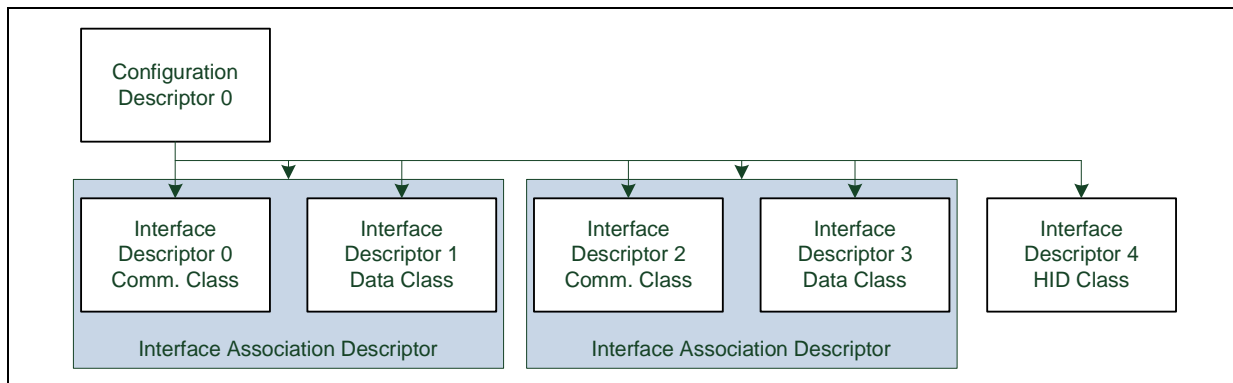 Configuration
Descriptor 0
Interface
Descriptor 0
Comm. Class
Interface
Descriptor 1
Data Class
Interface Association Descriptor
Interface
Descriptor 2
Comm. Class
Interface
Descriptor 3
Data Class
Interface Association Descriptor
Interface
Descriptor 4
HID Class